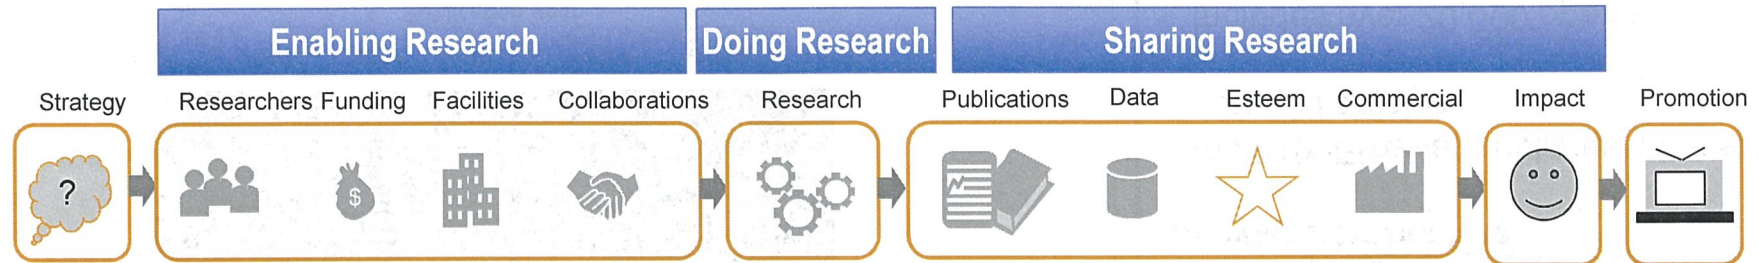 Enabling Research Doing Research Sharing Research
Strategy Researchers Funding Facilities Collaborations Research Publications Data Esteem Commercial Impact Promotion
? $